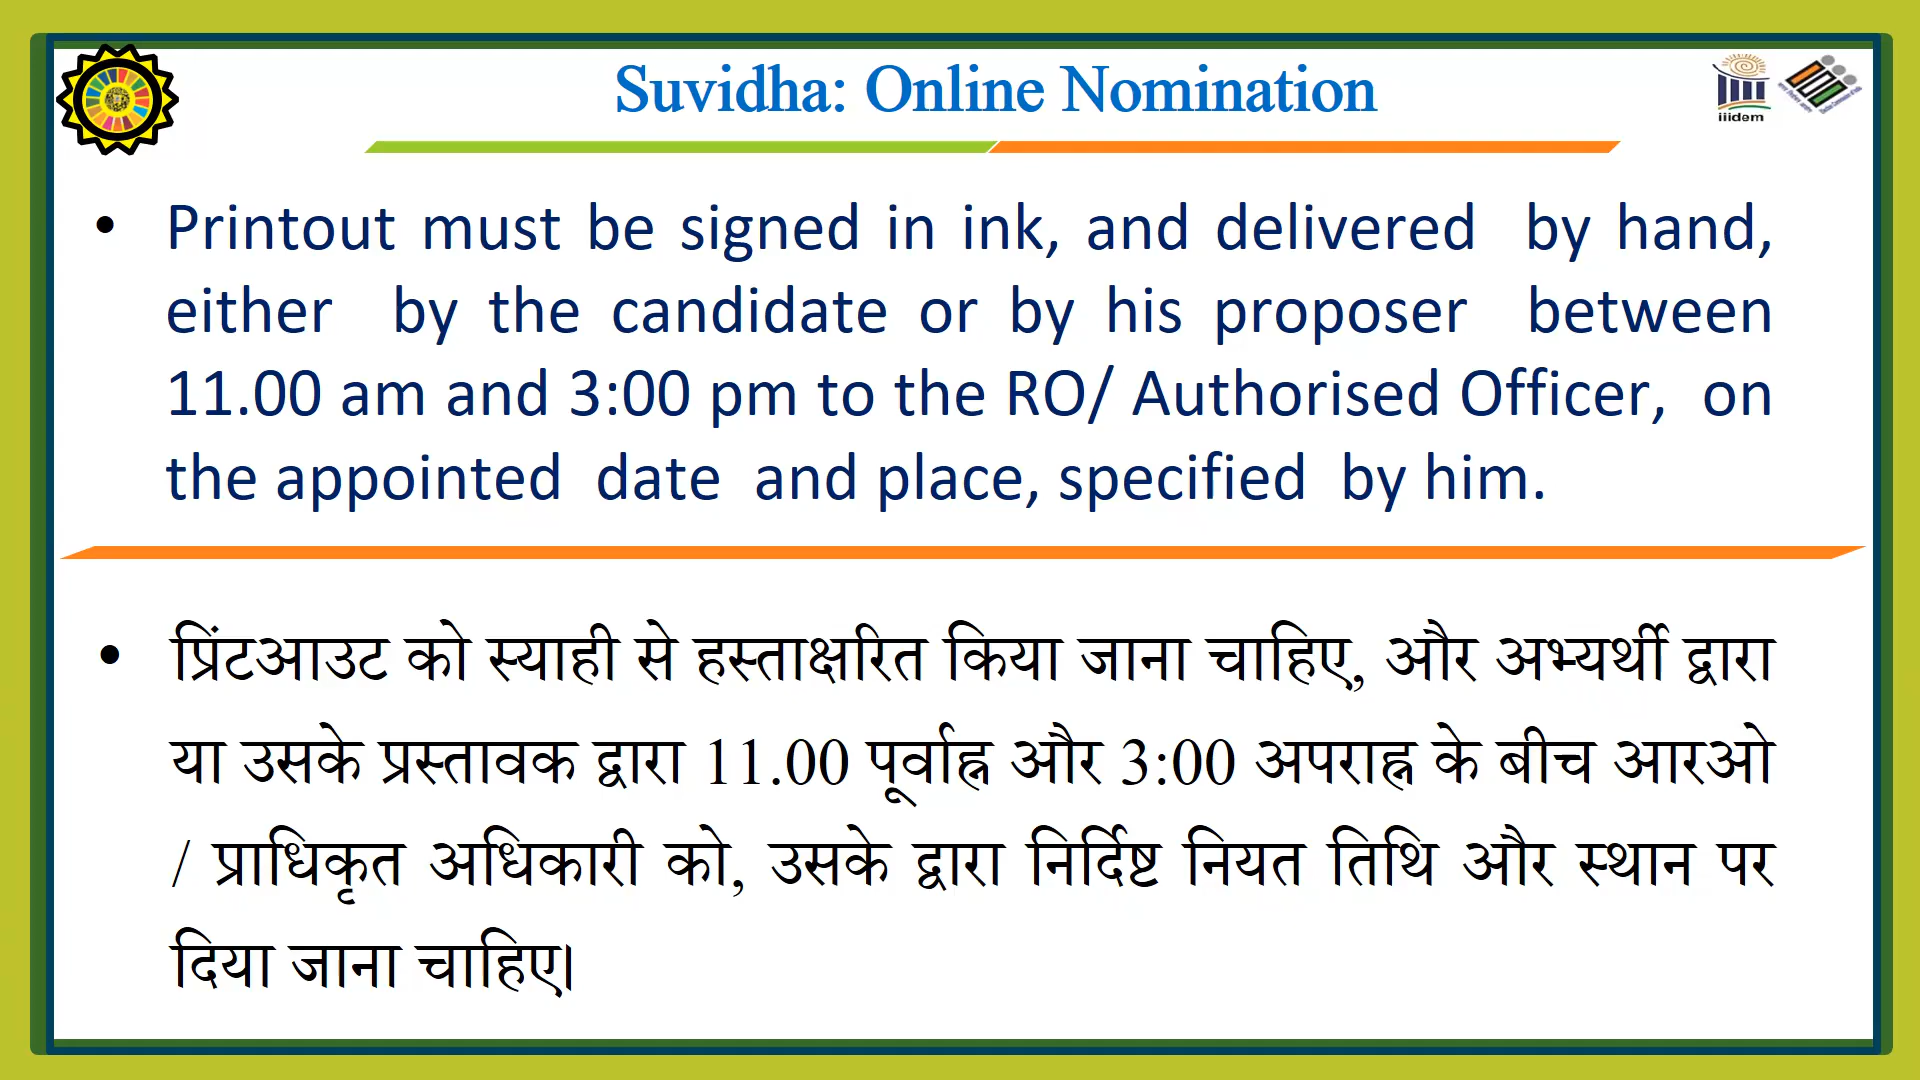 Suvidha: Online Nomination
iiidem
• Printout must be signed in ink, and delivered by hand,
either by the candidate or by his proposer between
11.00 am and 3:00 pm to the RO/ Authorised Officer, on
the appointed date and place, specified by him.
• प्रिंटआउट को स्याही से हस्ताक्षरित किया जाना चाहिए, और अभ्यर्थी द्वारा
या उसके प्रस्तावक द्वारा 11.00 पूर्वाह्न और 3:00 अपराह्न के बीच आरओ
/ प्राधिकृत अधिकारी को, उसके द्वारा निर्दिष्ट नियत तिथि और स्थान पर
दिया जाना चाहिए।